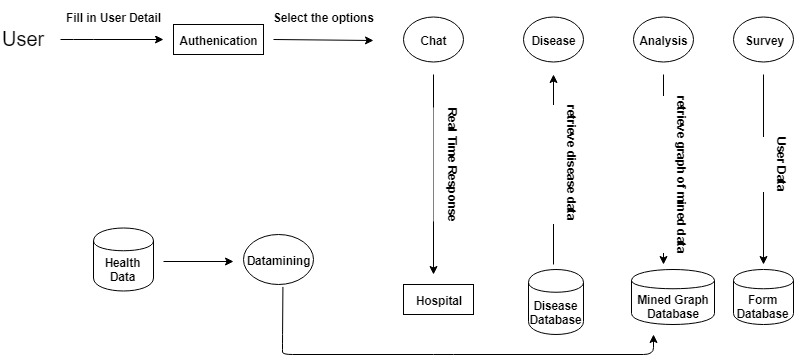 Fill in User Detail
Select the options
User
Authenication
Chat
Disease
Analysis
Survey
Real Time Response
retrieve disease data
retrieve graph of mined data
User Data
Health
Data
Datamining
Hospital
Disease
Database
Mined Graph
Database
Form
Database